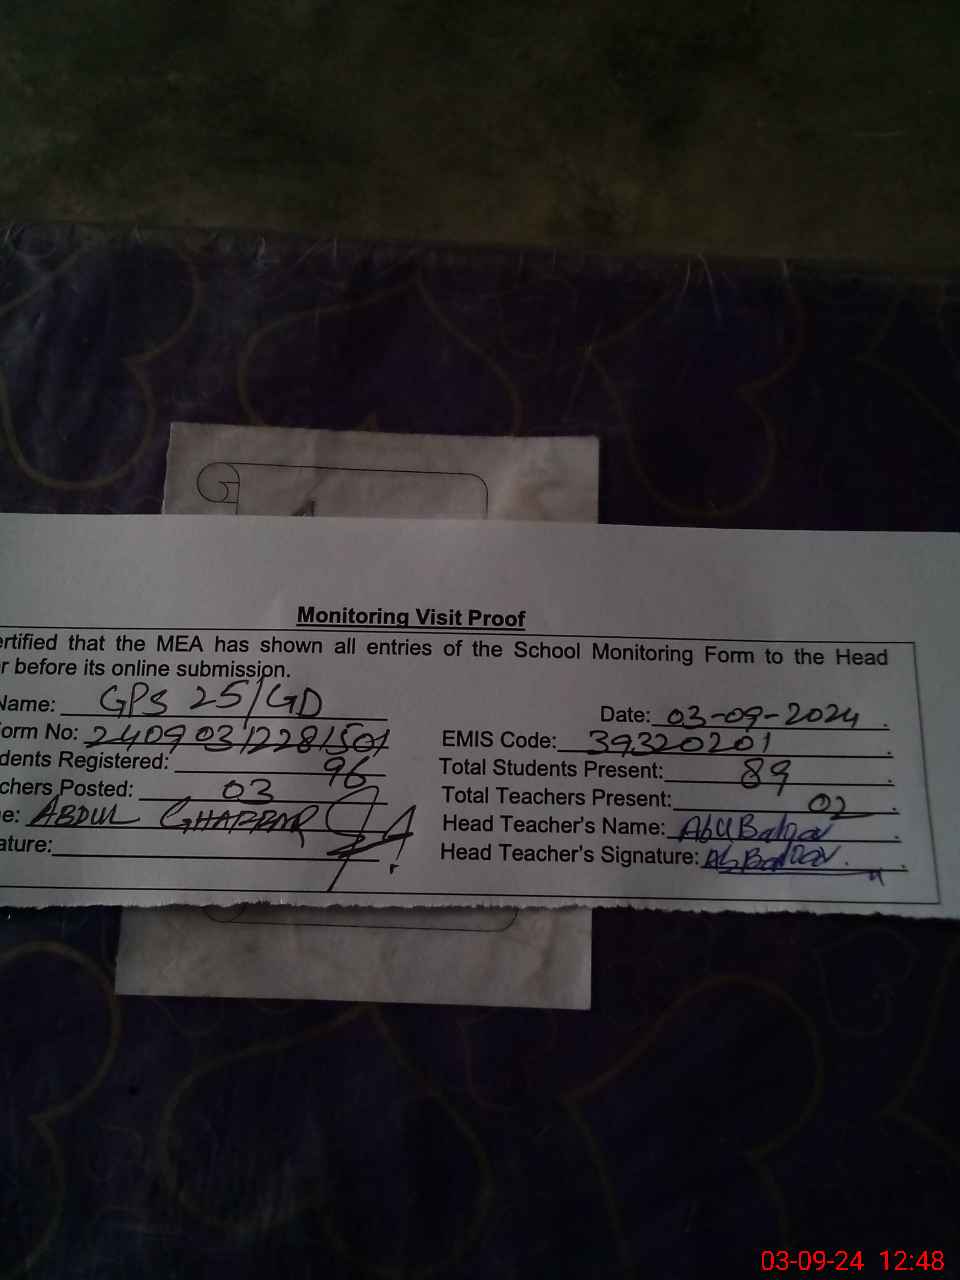 Monitoring Visit Proof
ertified that the MEA has shown all entries of the School Monitoring Form to the Head
r before its online submission.
Name: GPS 25/GD
Date: 03-09-2024
orm No: 24090312281501
EMIS Code: 39320201
dents Registered: 96
Total Students Present: 89
chers Posted: 03
Total Teachers Present: 02
e: ABDUL GHAFFAR
Head Teacher's Name: Abu
ature:
Head Teacher's Signature:
03-09-24 12:48